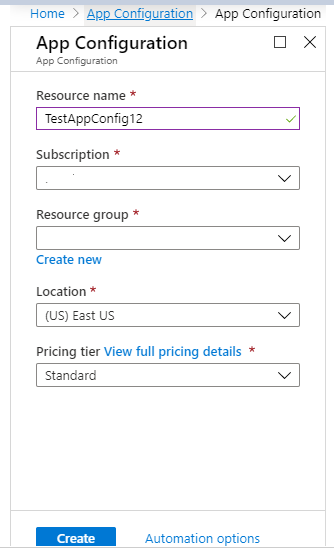 Home > App Configuration > App Configuration
App Configuration
App Configuration
Resource name *
TestAppConfig12
Subscription *
Resource group *
Create new
Location *
(US) East US
Pricing tier View full pricing details *
Standard
Create Automation options